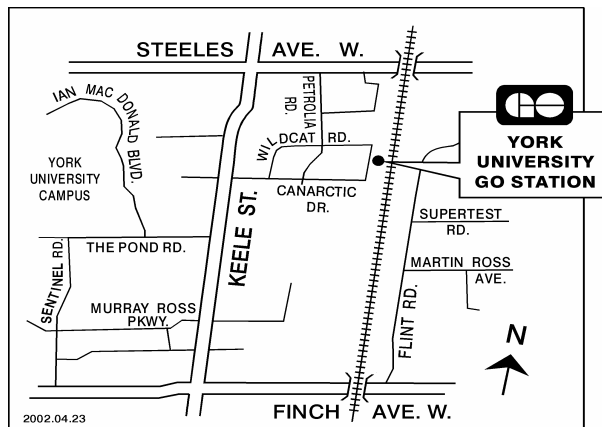 STEELES AVE. W.
IAN MAC DONALD BLVD.
PETROLIA
RD.
GO
WILDCAT RD.
YORK
UNIVERSITY
GO STATION
YORK
UNIVERSITY
CAMPUS
CANARCTIC
DR.
KEELE ST.
SUPERTEST
RD.
THE POND RD.
SENTINEL RD.
MARTIN ROSS
AVE.
MURRAY ROSS
PKWY.
FLINT RD.
N
FINCH AVE. W.
2002.04.23